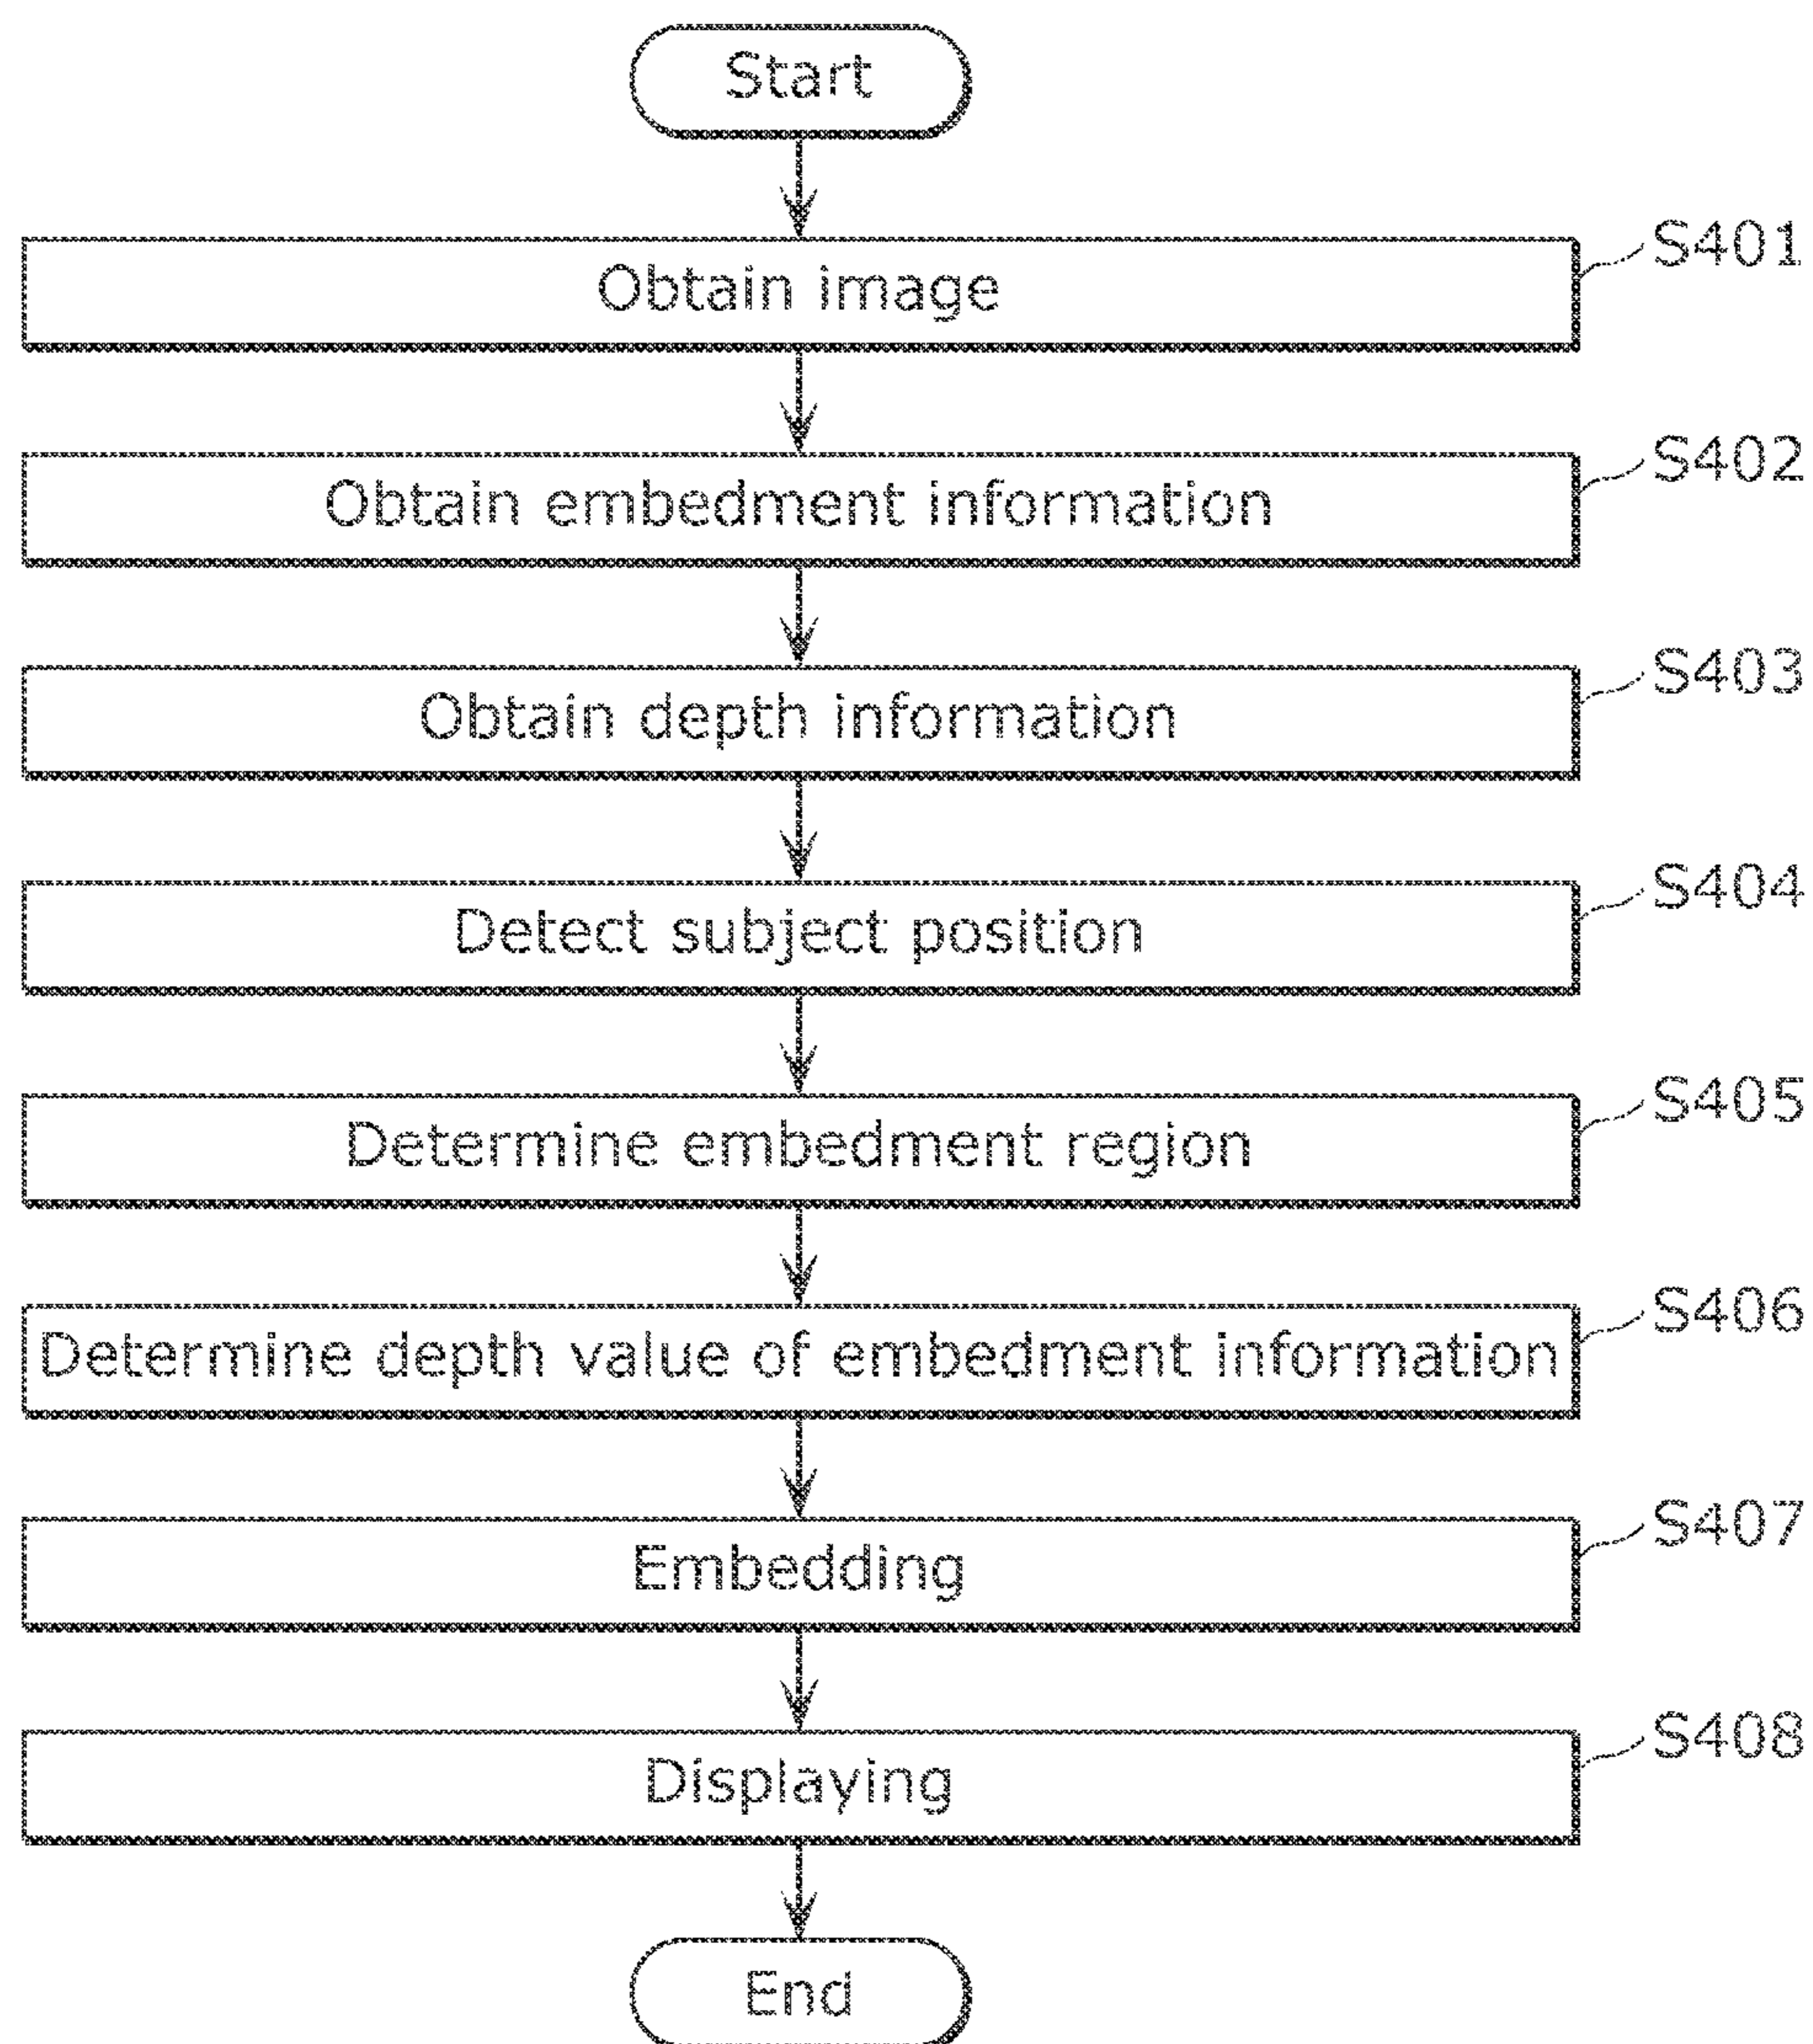 Start
Obtain image
S401
Obtain embedment information
S402
Obtain depth information
S403
Detect subject position
S404
Determine embedment region
S405
Determine depth value of embedment information
S406
Embedding
S407
Displaying
S408
End